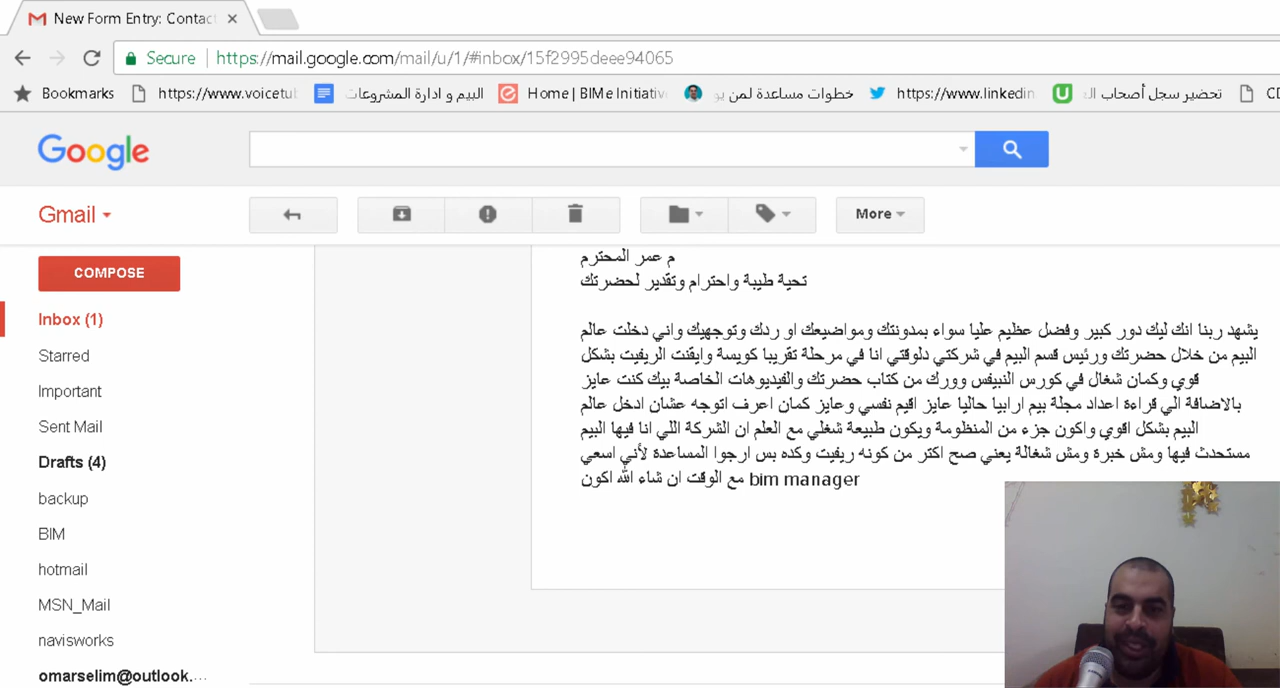 New Form Entry: Contac
Secure
https://mail.google.com/mail/u/1/#inbox/15f2995deee94065
Bookmarks
https://www.voicetu
البيم و ادارة المشروعات
Home | BIMe Initiativ
خطوات مساعدة لمن يو
https://www.linkedin
تحضير سجل أصحاب ال
Google
Gmail
More
COMPOSE
Inbox (1)
Starred
Important
Sent Mail
Drafts (4)
backup
BIM
hotmail
MSN_Mail
navisworks
omarselim@outlook....
م عمر المحترم
تحية طيبة واحترام وتقدير لحضرتك
يشهد ربنا انك ليك دور كبير وفضل عظيم عليا سواء بمدونتك ومواضيعك او ردك وتوجهيك واني دخلت عالم
البيم من خلال حضرتك ورئيس قسم البيم في شركتي دلوقتي انا في مرحلة تقريبا كويسة وايقنت الريفيت بشكل
قوي وكمان شغال في كورس النبيفس وورك من كتاب حضرتك والفيديوهات الخاصة بيك كنت عايز
بالاضافة الي قراءة اعداد مجلة بيم ارابيا حاليا عايز اقيم نفسي وعايز كمان اعرف اتوجه عشان ادخل عالم
البيم بشكل اقوي واكون جزء من المنظومة ويكون طبيعة شغلي مع العلم ان الشركة اللي انا فيها البيم
مستحدث فيها ومش خبرة ومش شغالة يعني صح اكتر من كونه ريفيت وكده بس ارجوا المساعدة لأني اسعي
مع الوقت ان شاء الله اكون bim manager